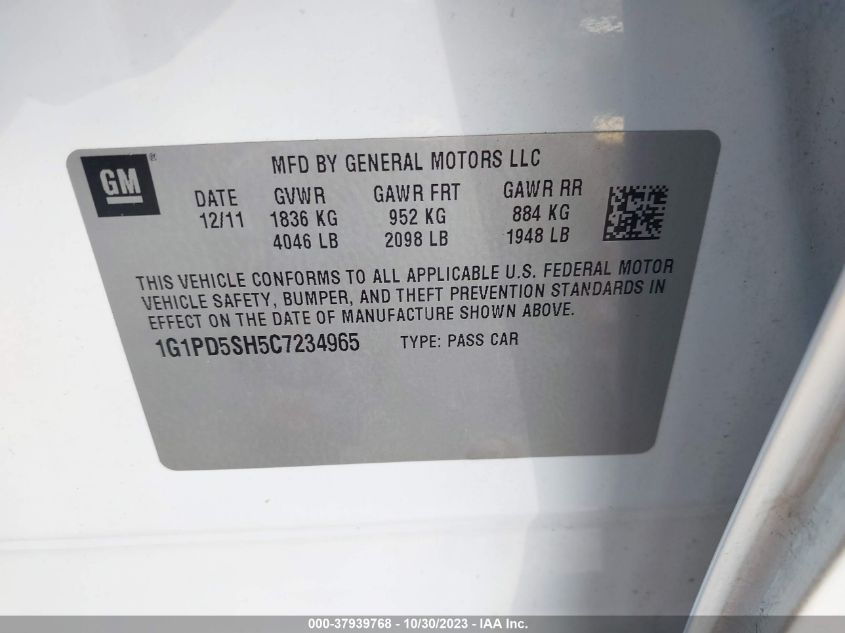 GM®
MFD BY GENERAL MOTORS LLC
DATE GVWR GAWR FRT GAWR RR
12/11 1836 KG 952 KG 884 KG
4046 LB 2098 LB 1948 LB
THIS VEHICLE CONFORMS TO ALL APPLICABLE U.S. FEDERAL MOTOR
VEHICLE SAFETY, BUMPER, AND THEFT PREVENTION STANDARDS IN
EFFECT ON THE DATE OF MANUFACTURE SHOWN ABOVE.
1G1PD5SH5C7234965 TYPE: PASS CAR
000-37939768 - 10/30/2023 - IAA Inc.